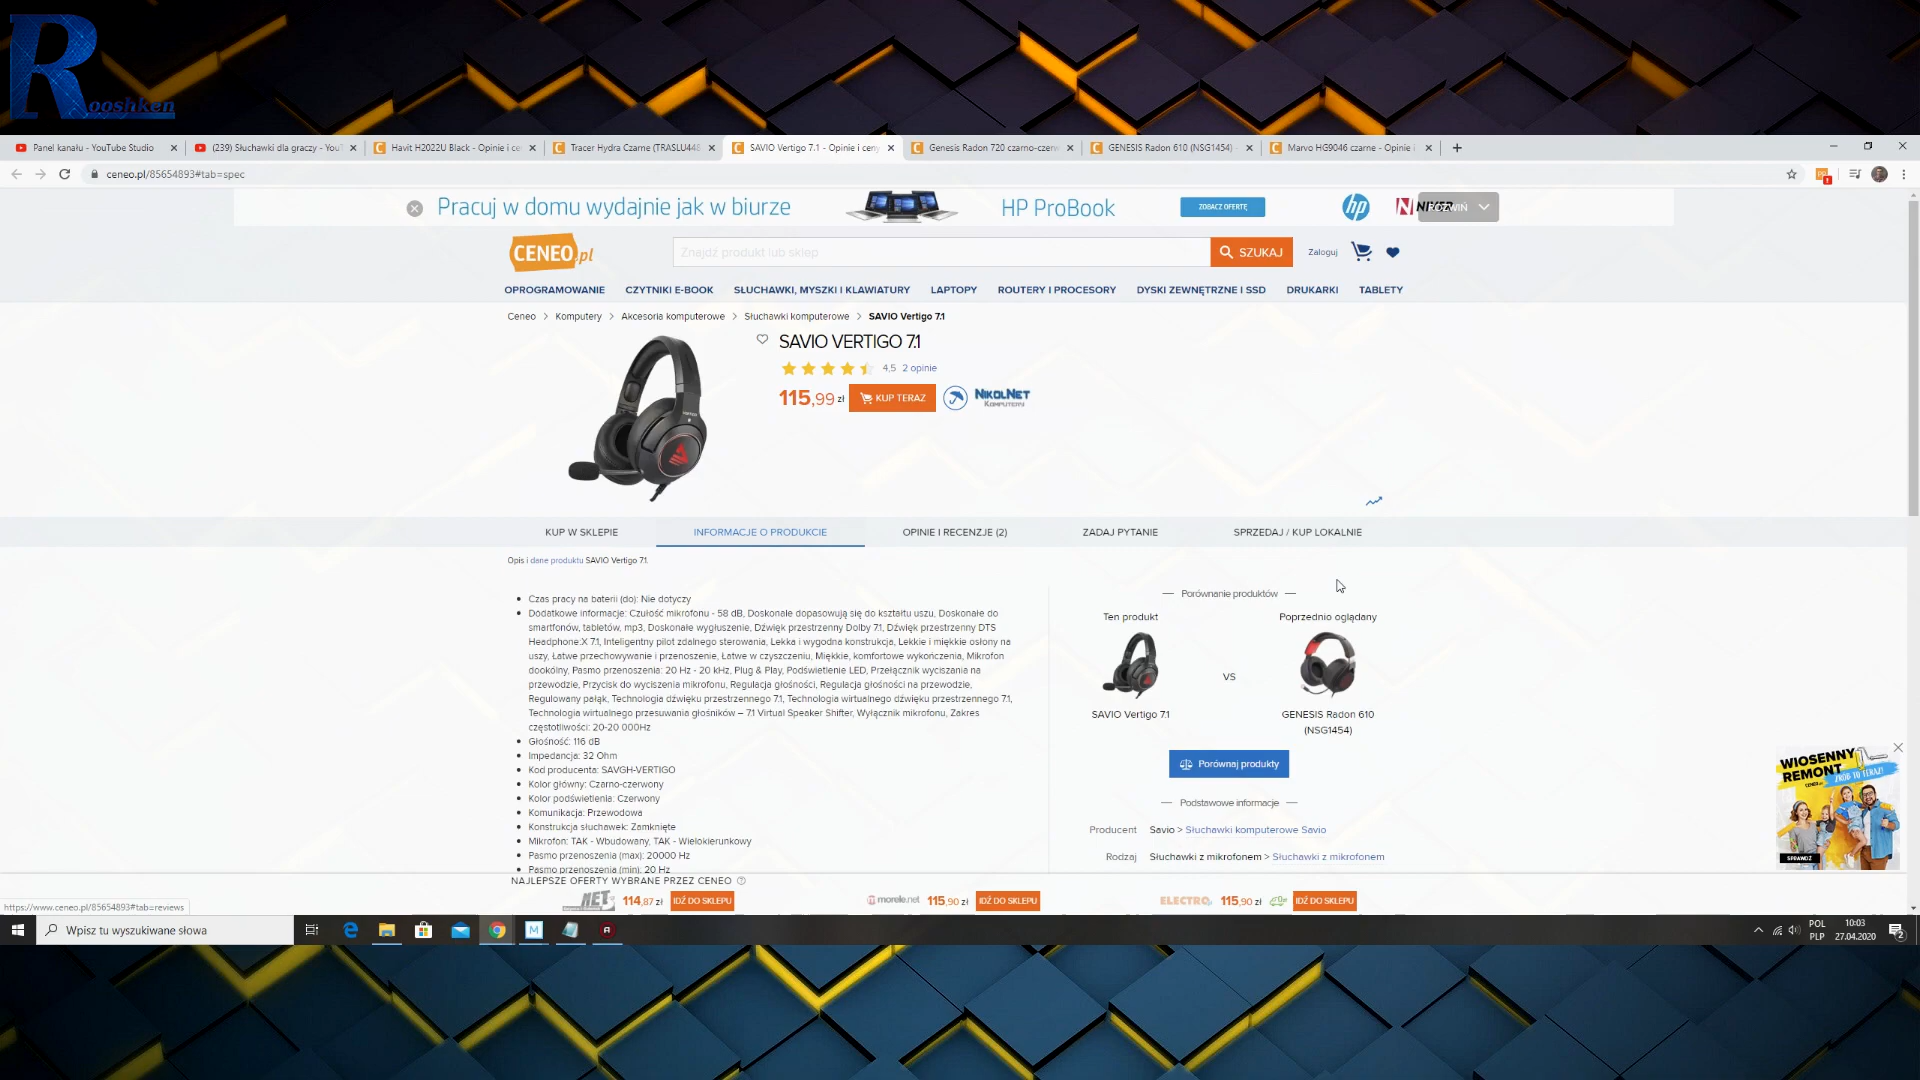 Rooshken
Panel kanału - YouTube Studio
(239) Słuchawki dla graczy - You
Havit H2022U Black - Opinie i ce
Tracer Hydra Czarne (TRASLU448
SAVIO Vertigo 7.1 - Opinie i ceny
Genesis Radon 720 czarno-czerw
GENESIS Radon 610 (NSG1454) -
Marvo HG9046 czarne - Opinie i
ceneo.pl/85654893#tab=spec
Pracuj w domu wydajnie jak w biurze
HP ProBook
ZOBACZ OFERTĘ
hp
ROZWIŃ
CENEO.pl
Znajdź produkt lub sklep
SZUKAJ
Zaloguj
OPROGRAMOWANIE
CZYTNIKI E-BOOK
SŁUCHAWKI, MYSZKI I KLAWIATURY
LAPTOPY
ROUTERY I PROCESORY
DYSKI ZEWNĘTRZNE I SSD
DRUKARKI
TABLETY
Ceneo > Komputery > Akcesoria komputerowe > Słuchawki komputerowe > SAVIO Vertigo 7.1
SAVIO VERTIGO 7.1
4,5 2 opinie
115,99 zł KUP TERAZ NIKOLNET KOMPUTERY
KUP W SKLEPIE
INFORMACJE O PRODUKCIE
OPINIE I RECENZJE (2)
ZADAJ PYTANIE
SPRZEDAJ / KUP LOKALNIE
Opis i dane produktu SAVIO Vertigo 7.1
Czas pracy na baterii (do): Nie dotyczy
Dodatkowe informacje: Czułość mikrofonu - 58 dB, Doskonale dopasowują się do kształtu uszu, Doskonałe do
smartfonów, tabletów, mp3, Doskonałe wygłuszenie, Dźwięk przestrzenny Dolby 7.1, Dźwięk przestrzenny DTS
Headphone:X 7.1, Inteligentny pilot zdalnego sterowania, Lekka i wygodna konstrukcja, Lekkie i miękkie osłony na
uszy, Łatwe przechowywanie i przenoszenie, Łatwe w czyszczeniu, Miękkie, komfortowe wykończenia, Mikrofon
dookólny, Pasmo przenoszenia: 20 Hz - 20 kHz, Plug & Play, Podświetlenie LED, Przełącznik wyciszania na
przewodzie, Przycisk do wyciszenia mikrofonu, Regulacja głośności, Regulacja głośności na przewodzie,
Regulowany pałąk, Technologia dźwięku przestrzennego 7.1, Technologia wirtualnego dźwięku przestrzennego 7.1,
Technologia wirtualnego przesuwania głośników – 7.1 Virtual Speaker Shifter, Wyłącznik mikrofonu, Zakres
częstotliwości: 20-20 000Hz
Głośność: 116 dB
Impedancja: 32 Ohm
Kod producenta: SAVGH-VERTIGO
Kolor główny: Czarno-czerwony
Kolor podświetlenia: Czerwony
Komunikacja: Przewodowa
Konstrukcja słuchawek: Zamknięte
Mikrofon: TAK - Wbudowany, TAK - Wielokierunkowy
Pasmo przenoszenia (max): 20000 Hz
Pasmo przenoszenia (min): 20 Hz
Porównanie produktów
Ten produkt
Poprzednio oglądany
VS
SAVIO Vertigo 7.1
GENESIS Radon 610
(NSG1454)
Porównaj produkty
Podstawowe informacje
Producent Savio > Słuchawki komputerowe Savio
Rodzaj Słuchawki z mikrofonem > Słuchawki z mikrofonem
WIOSENNY
REMONT
ZRÓB TO TERAZ!
SPRAWDŹ
NAJLEPSZE OFERTY WYBRANE PRZEZ CENEO
.NET 114,87 zł IDŹ DO SKLEPU
morele.net 115,90 zł IDŹ DO SKLEPU
ELECTRO 115,90 zł IDŹ DO SKLEPU
https://www.ceneo.pl/85654893#tab=reviews
Wpisz tu wyszukiwane słowa
POL
PLP
10:03
27.04.2020
2